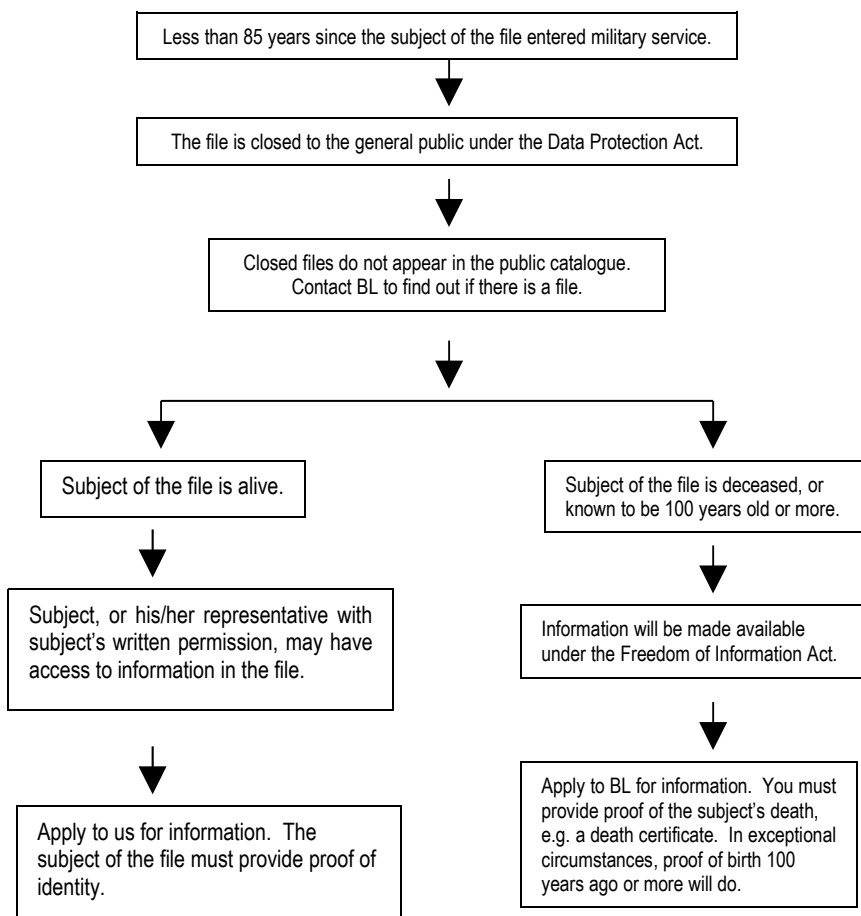 Less than 85 years since the subject of the file entered military service.
The file is closed to the general public under the Data Protection Act.
Closed files do not appear in the public catalogue.
Contact BL to find out if there is a file.
Subject of the file is alive.
Subject of the file is deceased, or
known to be 100 years old or more.
Subject, or his/her representative with
subject’s written permission, may have
access to information in the file.
Information will be made available
under the Freedom of Information Act.
Apply to us for information.  The
subject of the file must provide proof of
identity.
Apply to BL for information.  You must
provide proof of the subject’s death,
e.g. a death certificate.  In exceptional
circumstances, proof of birth 100
years ago or more will do.